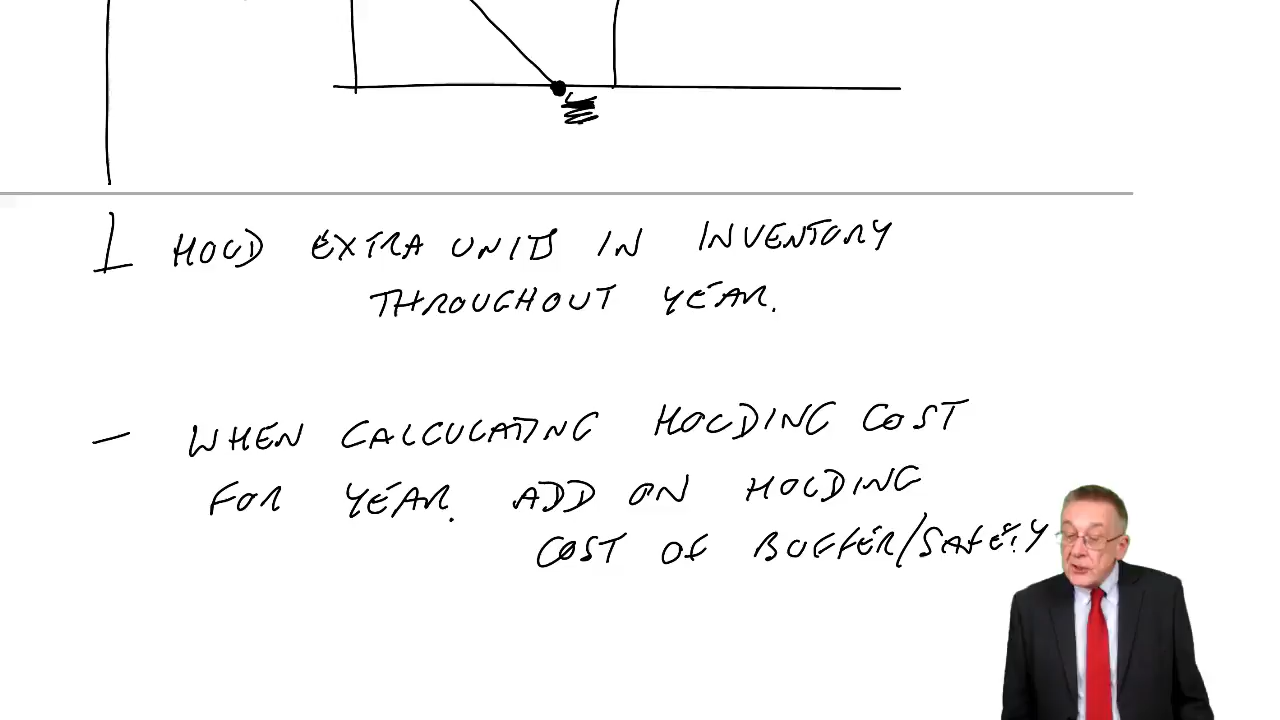 HOLD EXTRA UNITS IN INVENTORY
THROUGHOUT YEAR.
— WHEN CALCULATING HOLDING COST
FOR YEAR. ADD ON HOLDING
COST OF BUFFER/SAFETY